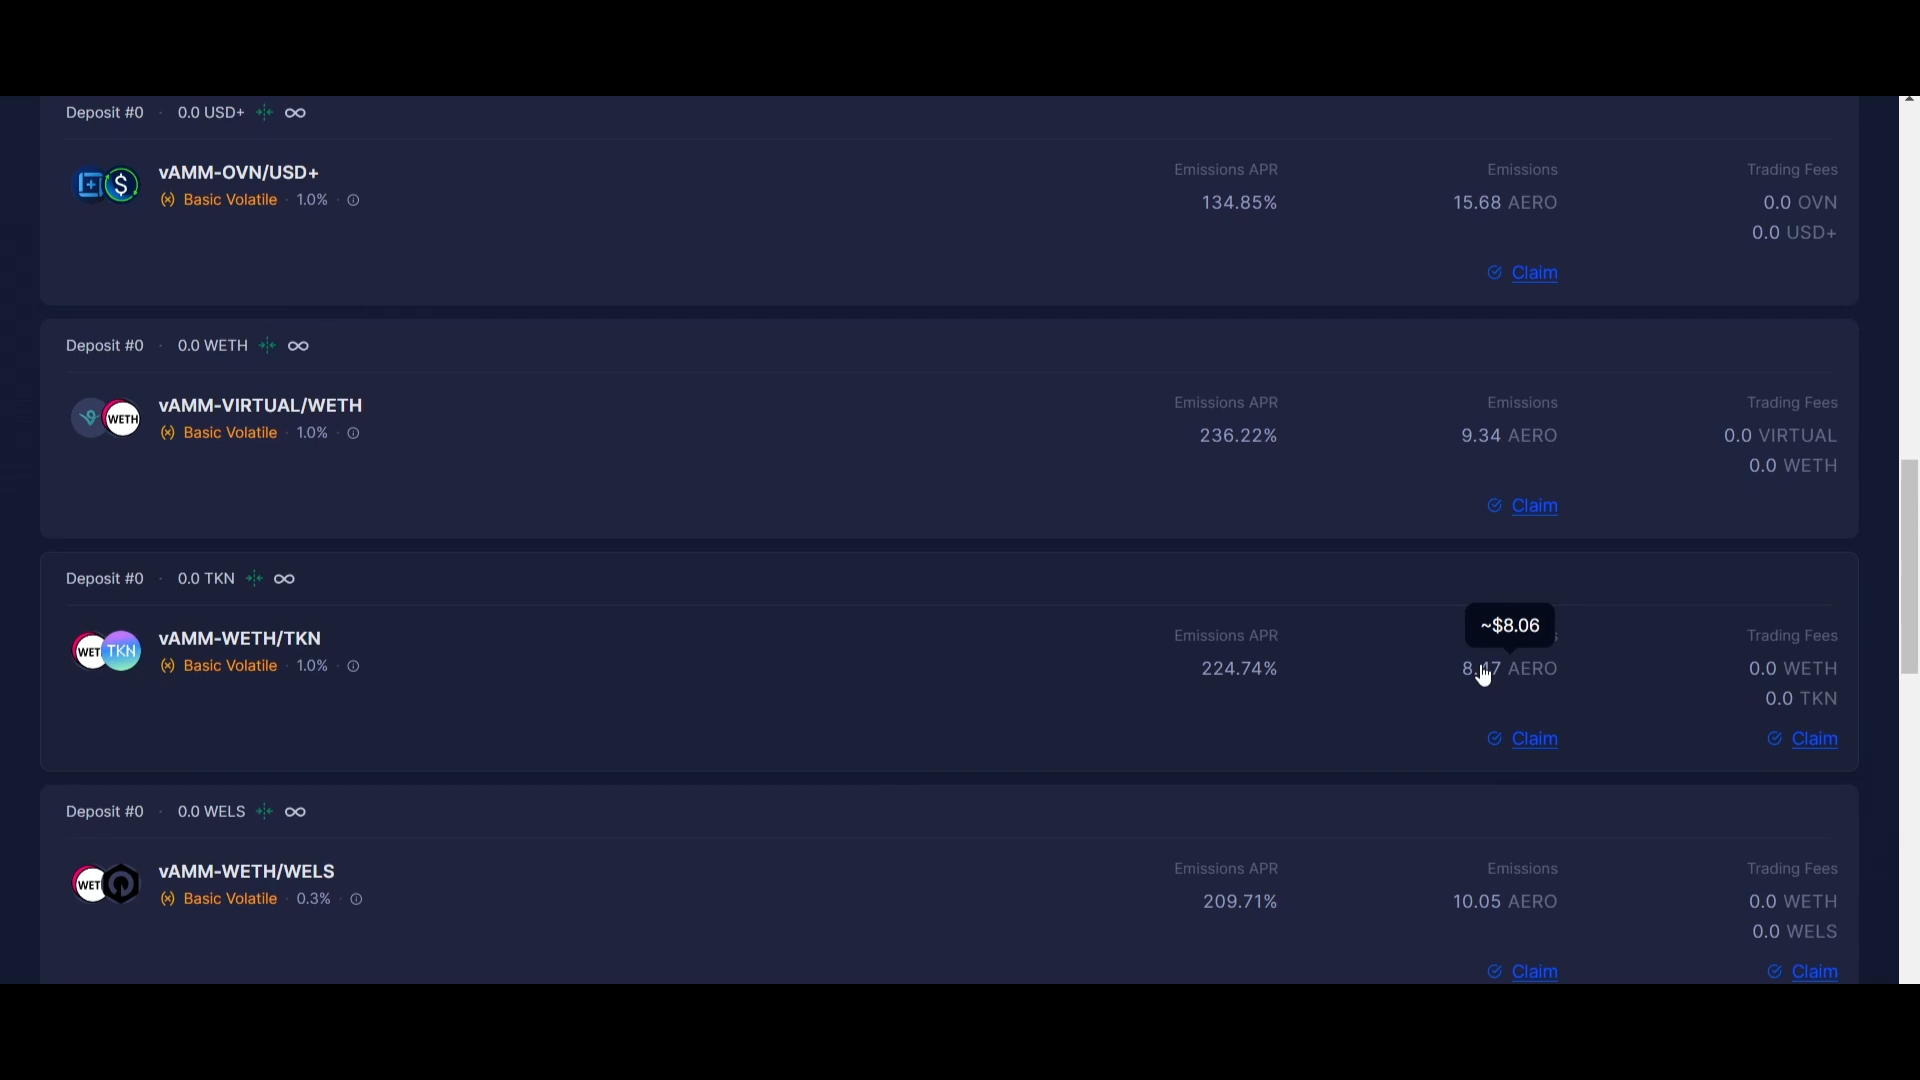 Deposit #0 · 0.0 USD+
vAMM-OVN/USD+
Basic Volatile · 1.0% ·
Emissions APR
134.85%
Emissions
15.68 AERO
Claim
Trading Fees
0.0 OVN
0.0 USD+
Deposit #0 · 0.0 WETH
WETH
vAMM-VIRTUAL/WETH
Basic Volatile · 1.0% ·
Emissions APR
236.22%
Emissions
9.34 AERO
Claim
Trading Fees
0.0 VIRTUAL
0.0 WETH
Deposit #0 · 0.0 TKN
WET TKN
vAMM-WETH/TKN
Basic Volatile · 1.0% ·
Emissions APR
224.74%
~$8.06
8.47 AERO
Claim
Trading Fees
0.0 WETH
0.0 TKN
Claim
Deposit #0 · 0.0 WELS
WET
vAMM-WETH/WELS
Basic Volatile · 0.3% ·
Emissions APR
209.71%
Emissions
10.05 AERO
Claim
Trading Fees
0.0 WETH
0.0 WELS
Claim